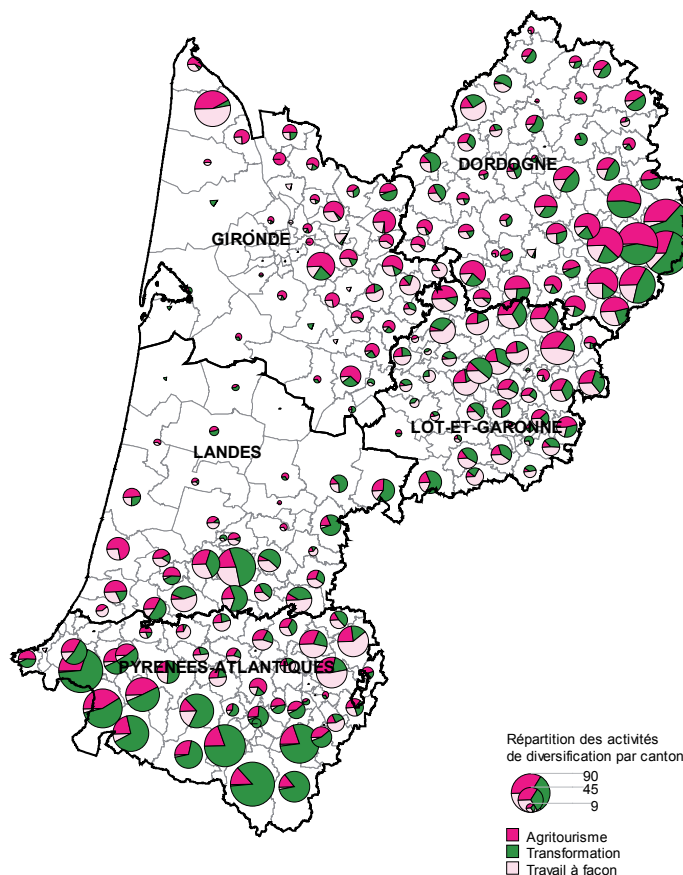 DORDOGNE
GIRONDE
LOT-ET-GARONNE
LANDES
PYRENEES-ATLANTIQUES
Répartition des activités
de diversification par canton
90
45
9
Agritourisme
Transformation
Travail à façon